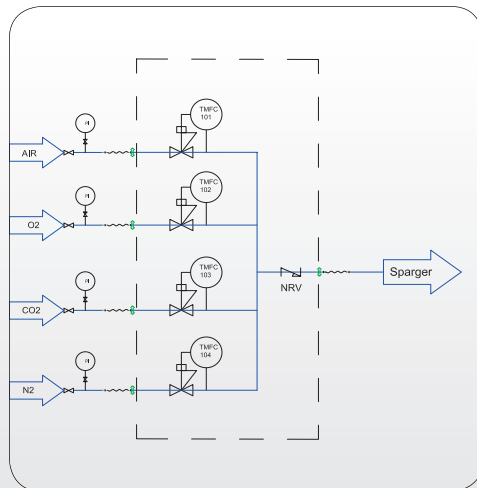 PI
TMFC
101
AIR
PI
TMFC
102
O2
Sparger
NRV
PI
TMFC
103
CO2
PI
TMFC
104
N2